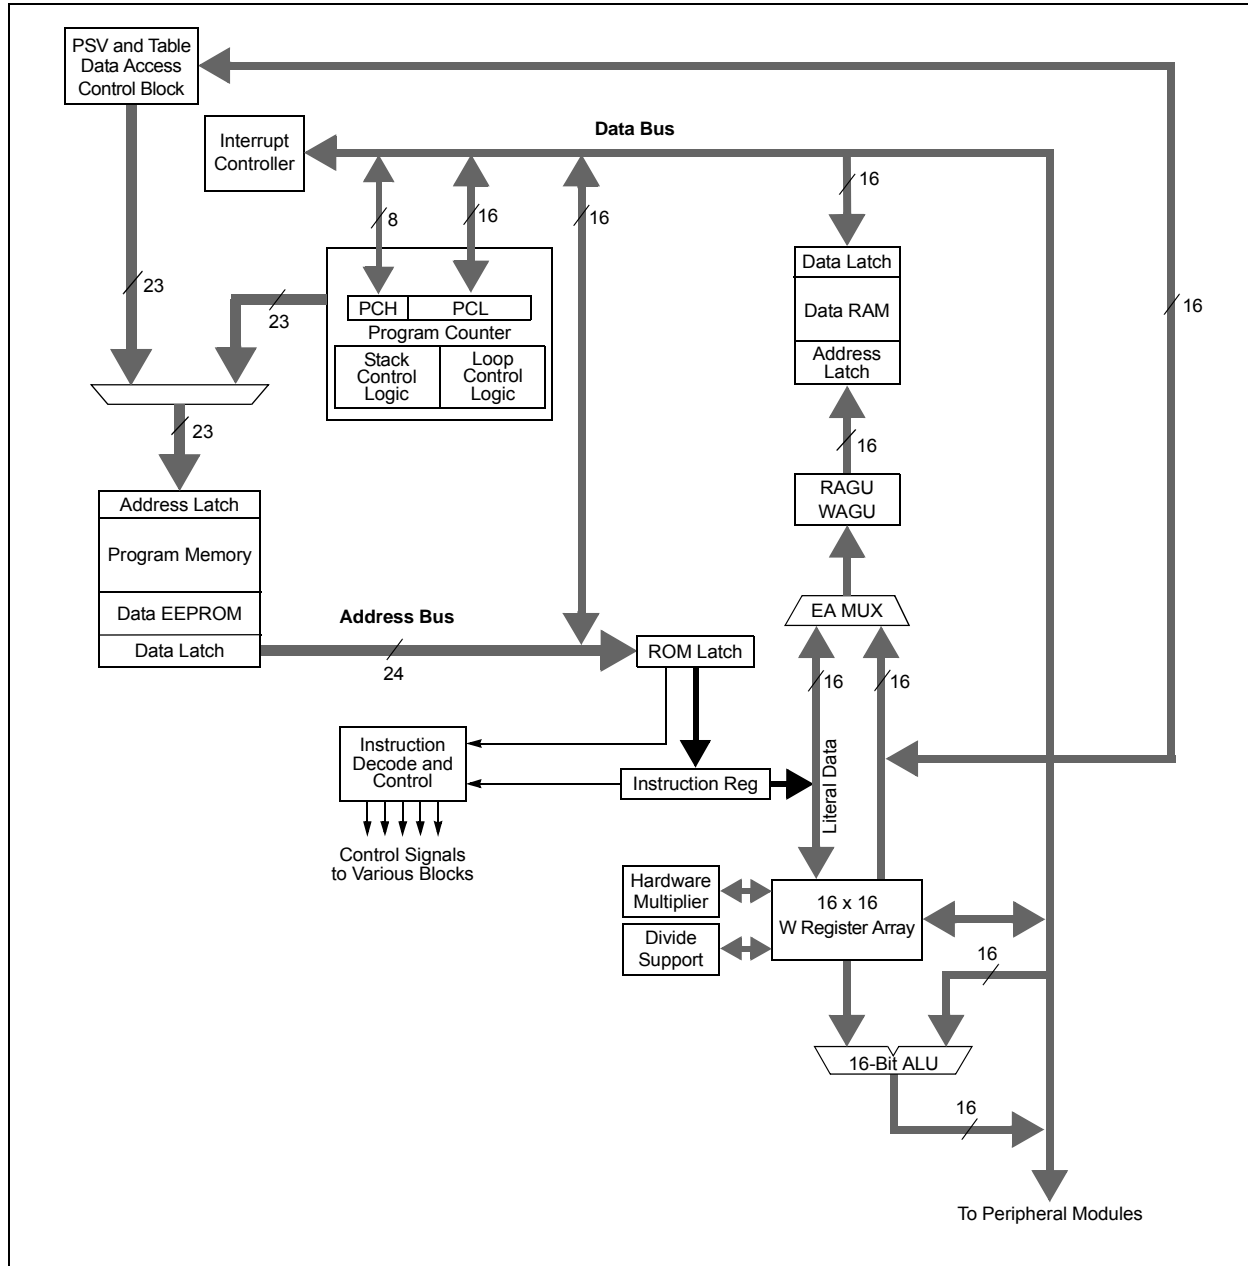 PSV and Table
Data Access
Control Block
Interrupt
Controller
Data Bus
8
16
16
16
16
23
23
PCH
PCL
Program Counter
Stack
Control
Logic
Loop
Control
Logic
Data Latch
Data RAM
Address
Latch
23
16
RAGU
WAGU
Address Latch
Program Memory
Data EEPROM
Data Latch
Address Bus
24
EA MUX
ROM Latch
16
16
Instruction
Decode and
Control
Instruction Reg
Literal Data
Control Signals
to Various Blocks
Hardware
Multiplier
Divide
Support
16 x 16
W Register Array
16
16-Bit ALU
16
To Peripheral Modules